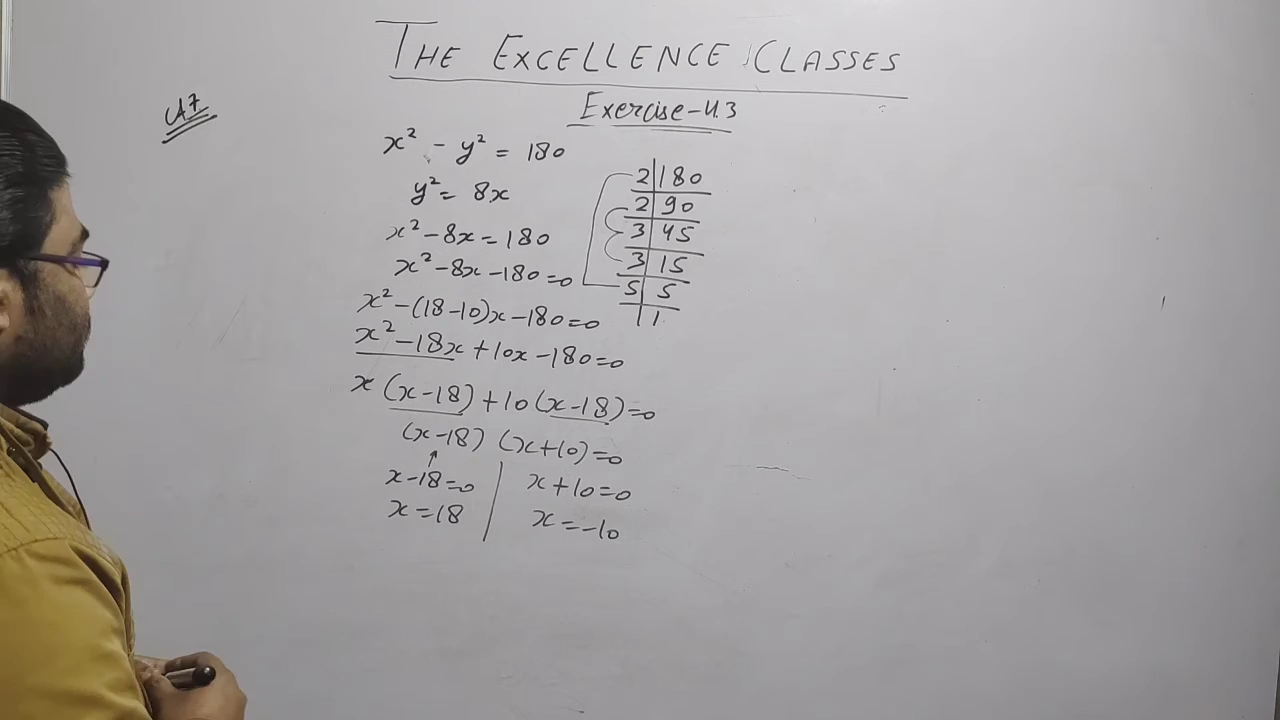 THE EXCELLENCE CLASSES
Exercise-4.3
x² - y² = 180
y² = 8x
x² - 8x = 180
x² - 8x - 180 = 0
x² - (18-10)x - 180 = 0
x² - 18x + 10x - 180 = 0
x (x-18) + 10 (x-18) = 0
(x-18) (x+10) = 0
x-18=0 | x+10=0
x=18 | x=-10
2|180
2|90
3|45
3|15
5|5
|1